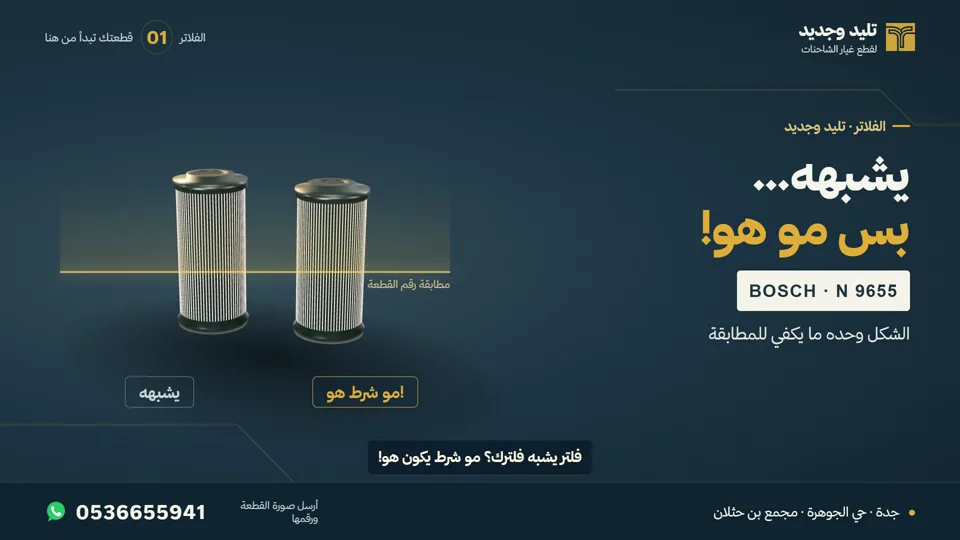 تليد وجديد
لقطع غيار الشاحنات
الفلاتر
01
قطعتك تبدأ من هنا
الفلاتر · تليد وجديد
يشبهه...
بس مو هو!
BOSCH · N 9655
الشكل وحده ما يكفي للمطابقة
مطابقة رقم القطعة
!مو شرط هو
يشبهه
فلتر يشبه فلترك؟ مو شرط يكون هو!
جدة · حي الجوهرة · مجمع بن حثلان
أرسل صورة القطعة
ورقمها
0536655941